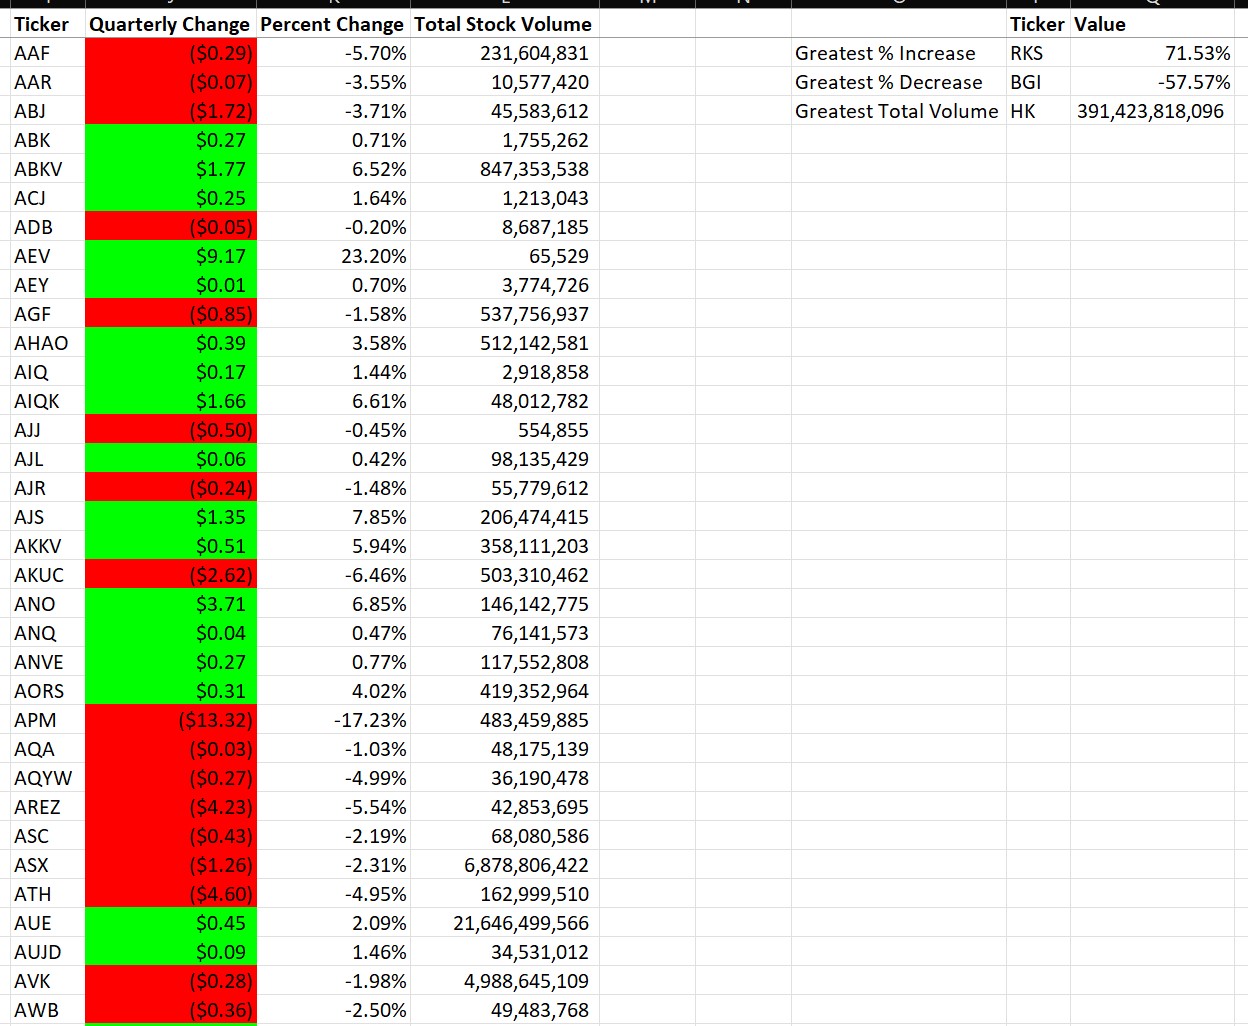 Ticker Quarterly Change Percent Change Total Stock Volume Ticker Value
AAF ($0.29) -5.70% 231,604,831 Greatest % Increase RKS 71.53%
AAR ($0.07) -3.55% 10,577,420 Greatest % Decrease BGI -57.57%
ABJ ($1.72) -3.71% 45,583,612 Greatest Total Volume HK 391,423,818,096
ABK $0.27 0.71% 1,755,262
ABKV $1.77 6.52% 847,353,538
ACJ $0.25 1.64% 1,213,043
ADB ($0.05) -0.20% 8,687,185
AEV $9.17 23.20% 65,529
AEY $0.01 0.70% 3,774,726
AGF ($0.85) -1.58% 537,756,937
AHAO $0.39 3.58% 512,142,581
AIQ $0.17 1.44% 2,918,858
AIQK $1.66 6.61% 48,012,782
AJJ ($0.50) -0.45% 554,855
AJL $0.06 0.42% 98,135,429
AJR ($0.24) -1.48% 55,779,612
AJS $1.35 7.85% 206,474,415
AKKV $0.51 5.94% 358,111,203
AKUC ($2.62) -6.46% 503,310,462
ANO $3.71 6.85% 146,142,775
ANQ $0.04 0.47% 76,141,573
ANVE $0.27 0.77% 117,552,808
AORS $0.31 4.02% 419,352,964
APM ($13.32) -17.23% 483,459,885
AQA ($0.03) -1.03% 48,175,139
AQYW ($0.27) -4.99% 36,190,478
AREZ ($4.23) -5.54% 42,853,695
ASC ($0.43) -2.19% 68,080,586
ASX ($1.26) -2.31% 6,878,806,422
ATH ($4.60) -4.95% 162,999,510
AUE $0.45 2.09% 21,646,499,566
AUJD $0.09 1.46% 34,531,012
AVK ($0.28) -1.98% 4,988,645,109
AWB ($0.36) -2.50% 49,483,768